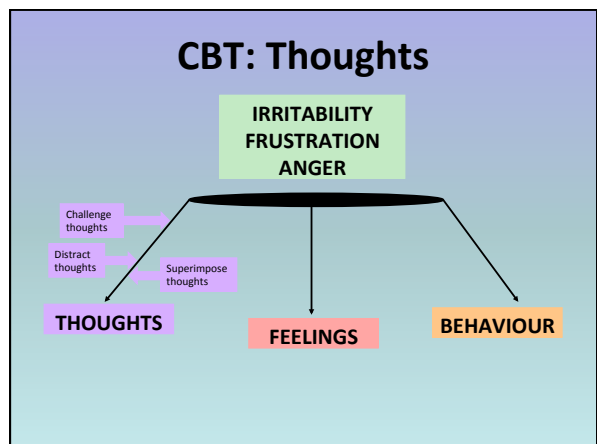 CBT: Thoughts
IRRITABILITY
FRUSTRATION
ANGER
Challenge
thoughts
Distract
thoughts
Superimpose
thoughts
THOUGHTS
FEELINGS
BEHAVIOUR